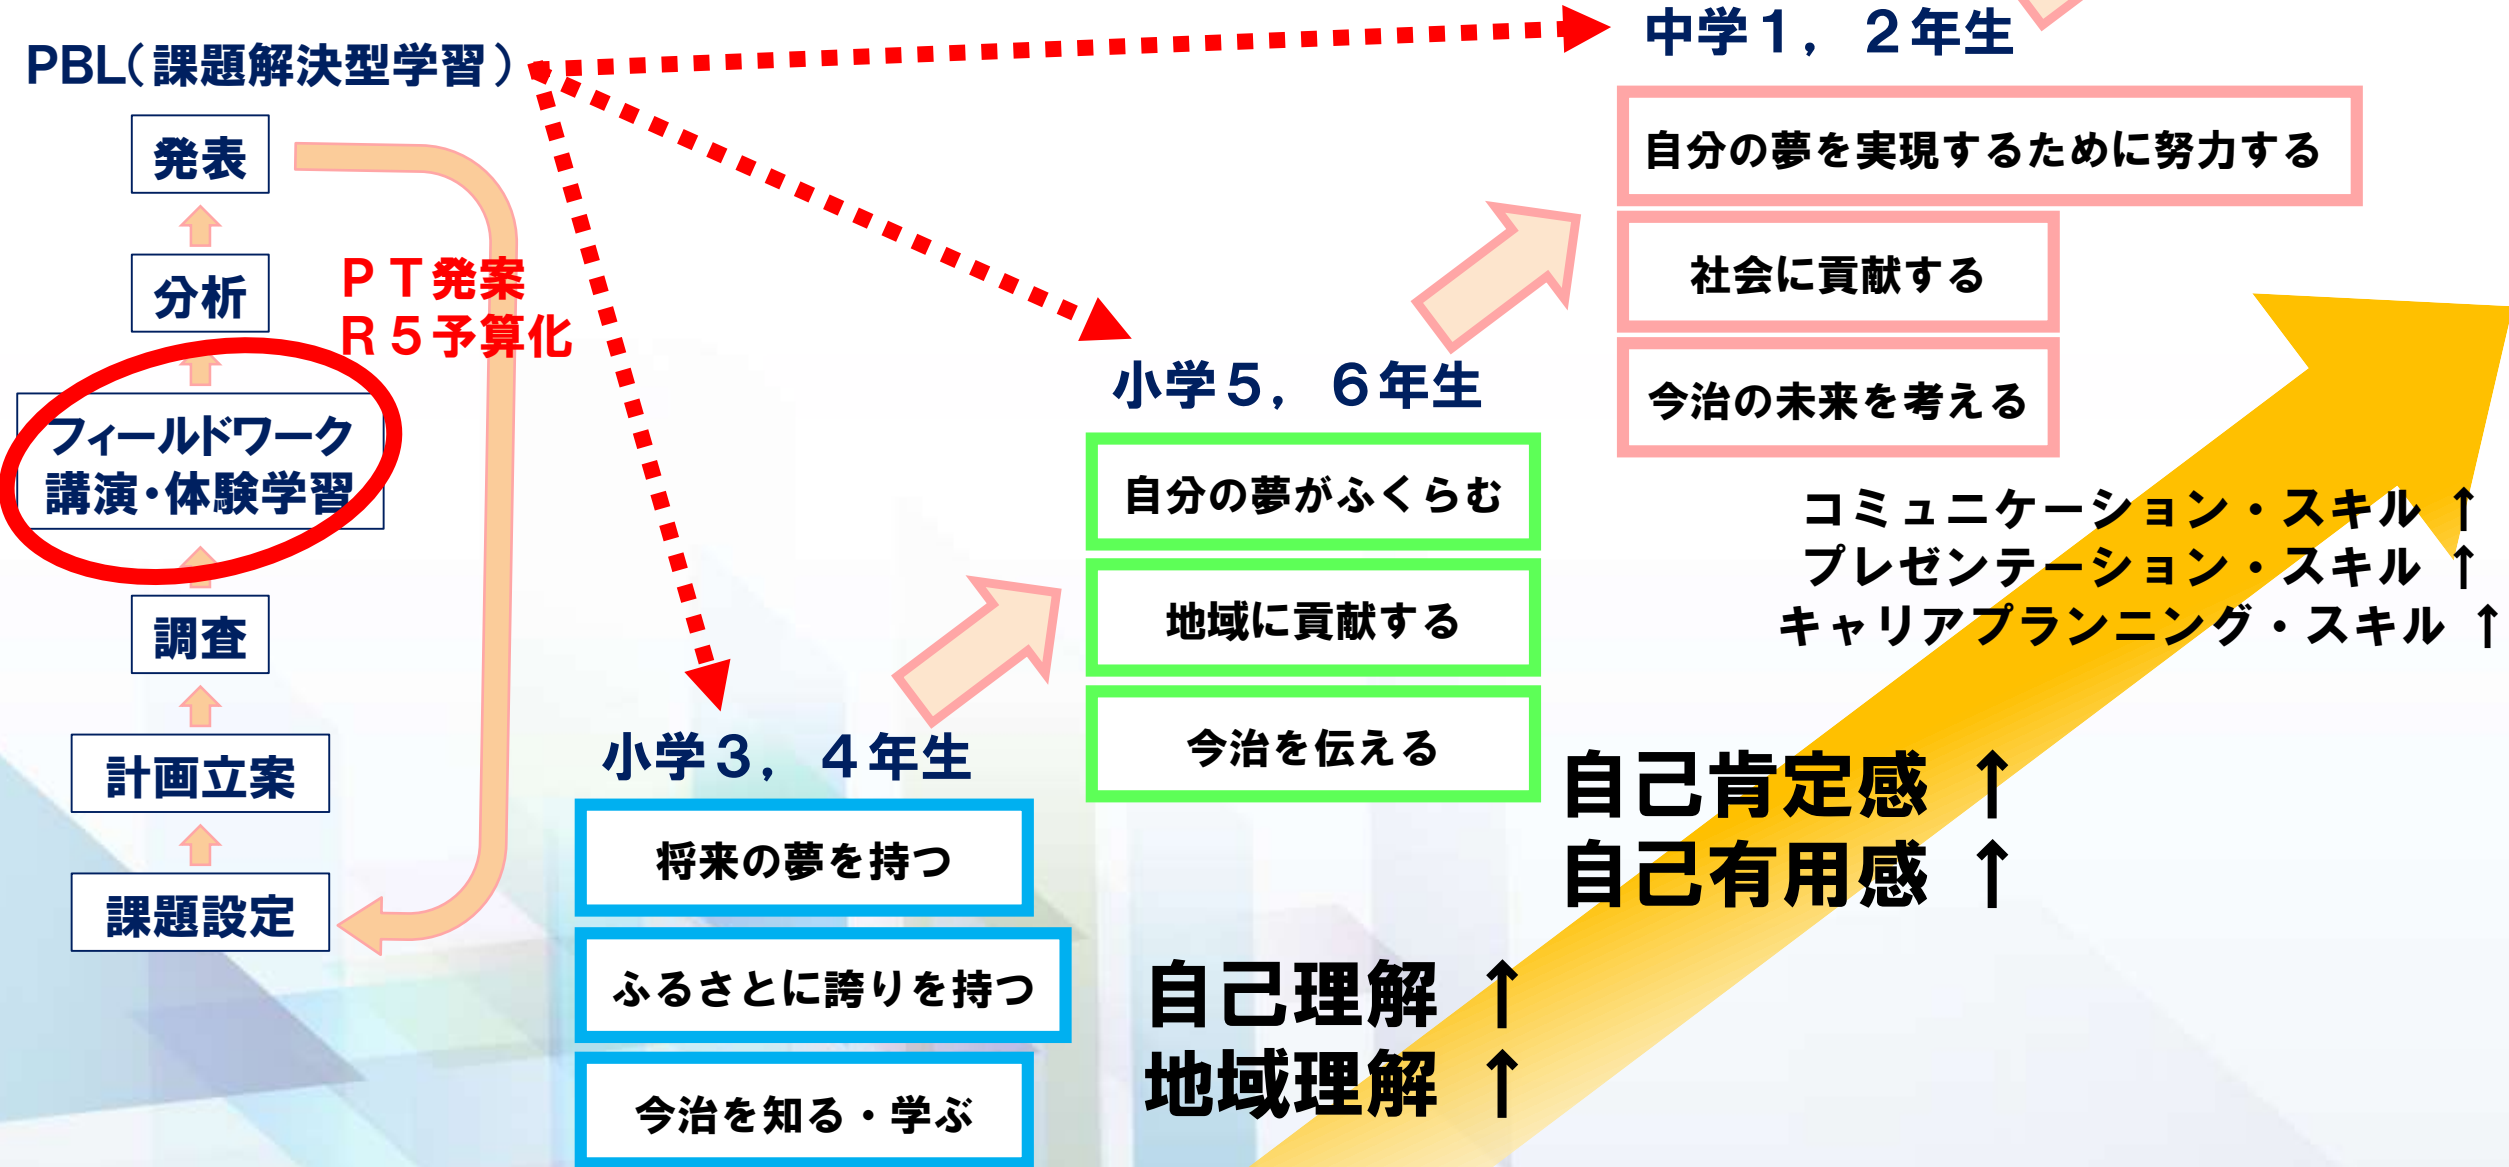 PBL(課題解決型学習)
発表
分析
PT発案
R5予算化
フィールドワーク
講演・体験学習
調査
計画立案
課題設定
小学3，4年生
将来の夢を持つ
ふるさとに誇りを持つ
今治を知る・学ぶ
小学5，6年生
自分の夢がふくらむ
地域に貢献する
今治を伝える
中学1，2年生
自分の夢を実現するために努力する
社会に貢献する
今治の未来を考える
コミュニケーション・スキル ↑
プレゼンテーション・スキル ↑
キャリアプランニング・スキル ↑
自己肯定感 ↑
自己有用感 ↑
自己理解 ↑
地域理解 ↑